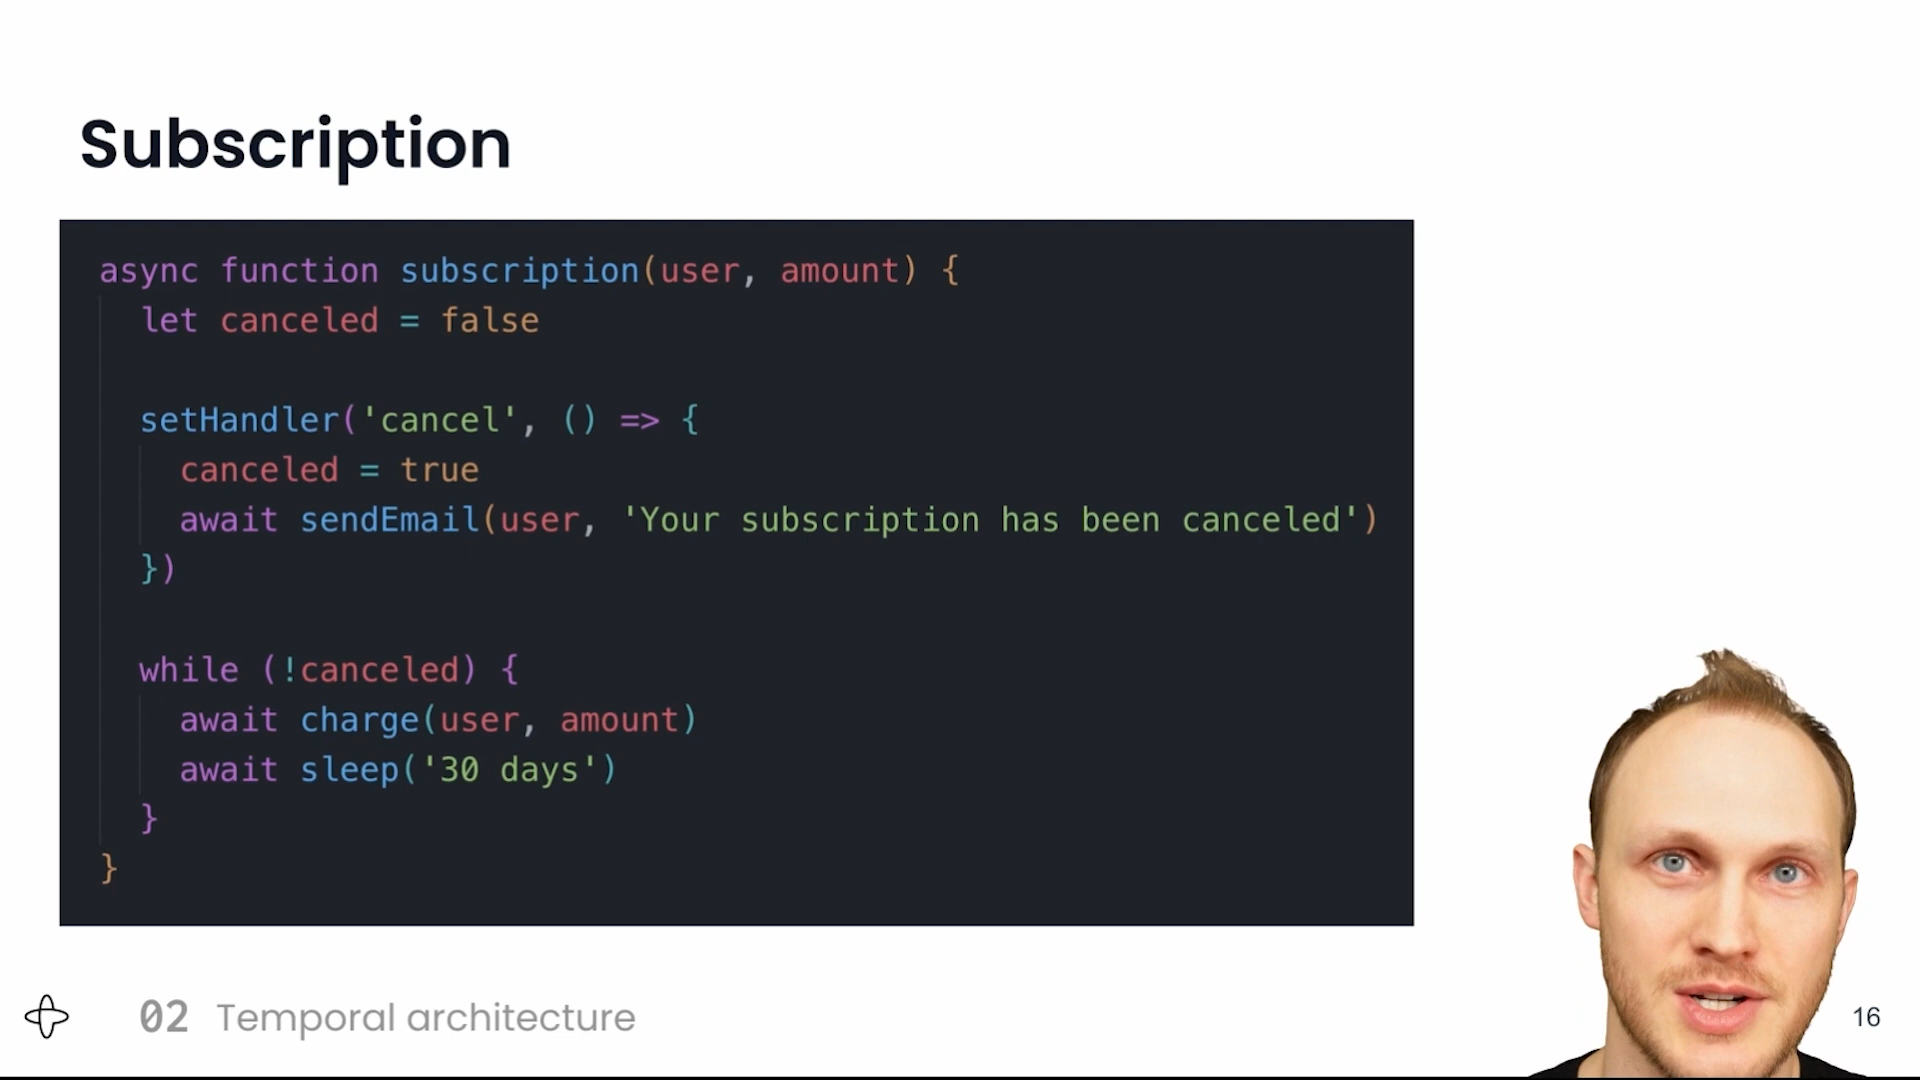 Subscription
async function subscription(user, amount) {
let canceled = false
setHandler('cancel', () => {
canceled = true
await sendEmail(user, 'Your subscription has been canceled')
})
while (!canceled) {
await charge(user, amount)
await sleep('30 days')
}
}
02 Temporal architecture
16